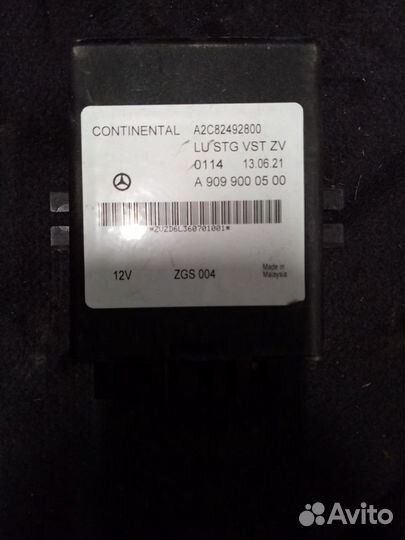 CONTINENTAL A2C82492800
LU STG VST ZV
0114 13.06.21
A 909 900 05 00
*ZVZD6L360701001*
12V ZGS 004 Made in
Malaysia
Avito